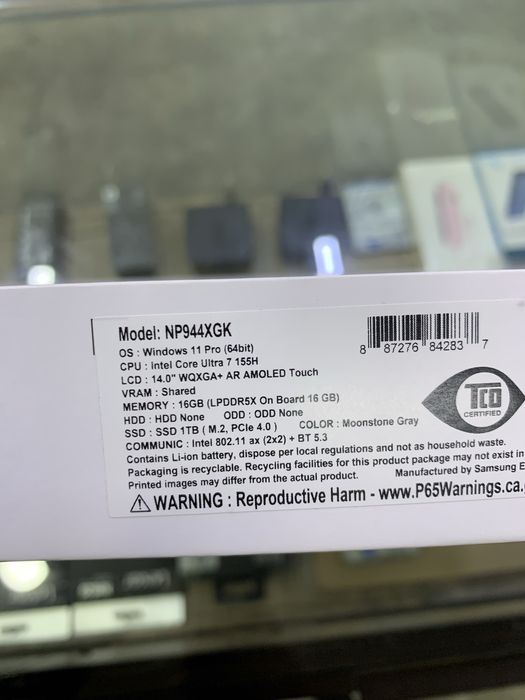 Model: NP944XGK
OS : Windows 11 Pro (64bit)
CPU : intel Core Ultra 7 155H
LCD : 14.0" WQXGA+ AR AMOLED Touch
VRAM : Shared
MEMORY : 16GB (LPDDR5X On Board 16 GB)
HDD : HDD None ODD : ODD None
SSD : SSD 1TB ( M.2, PCIe 4.0 ) COLOR : Moonstone Gray
COMMUNIC : Intel 802.11 ax (2x2) + BT 5.3
8 87276 84283 7
TCO
CERTIFIED
Contains Li-ion battery, dispose per local regulations and not as household waste.
Packaging is recyclable. Recycling facilities for this product package may not exist in
Printed images may differ from the actual product. Manufactured by Samsung E
WARNING : Reproductive Harm - www.P65Warnings.ca.